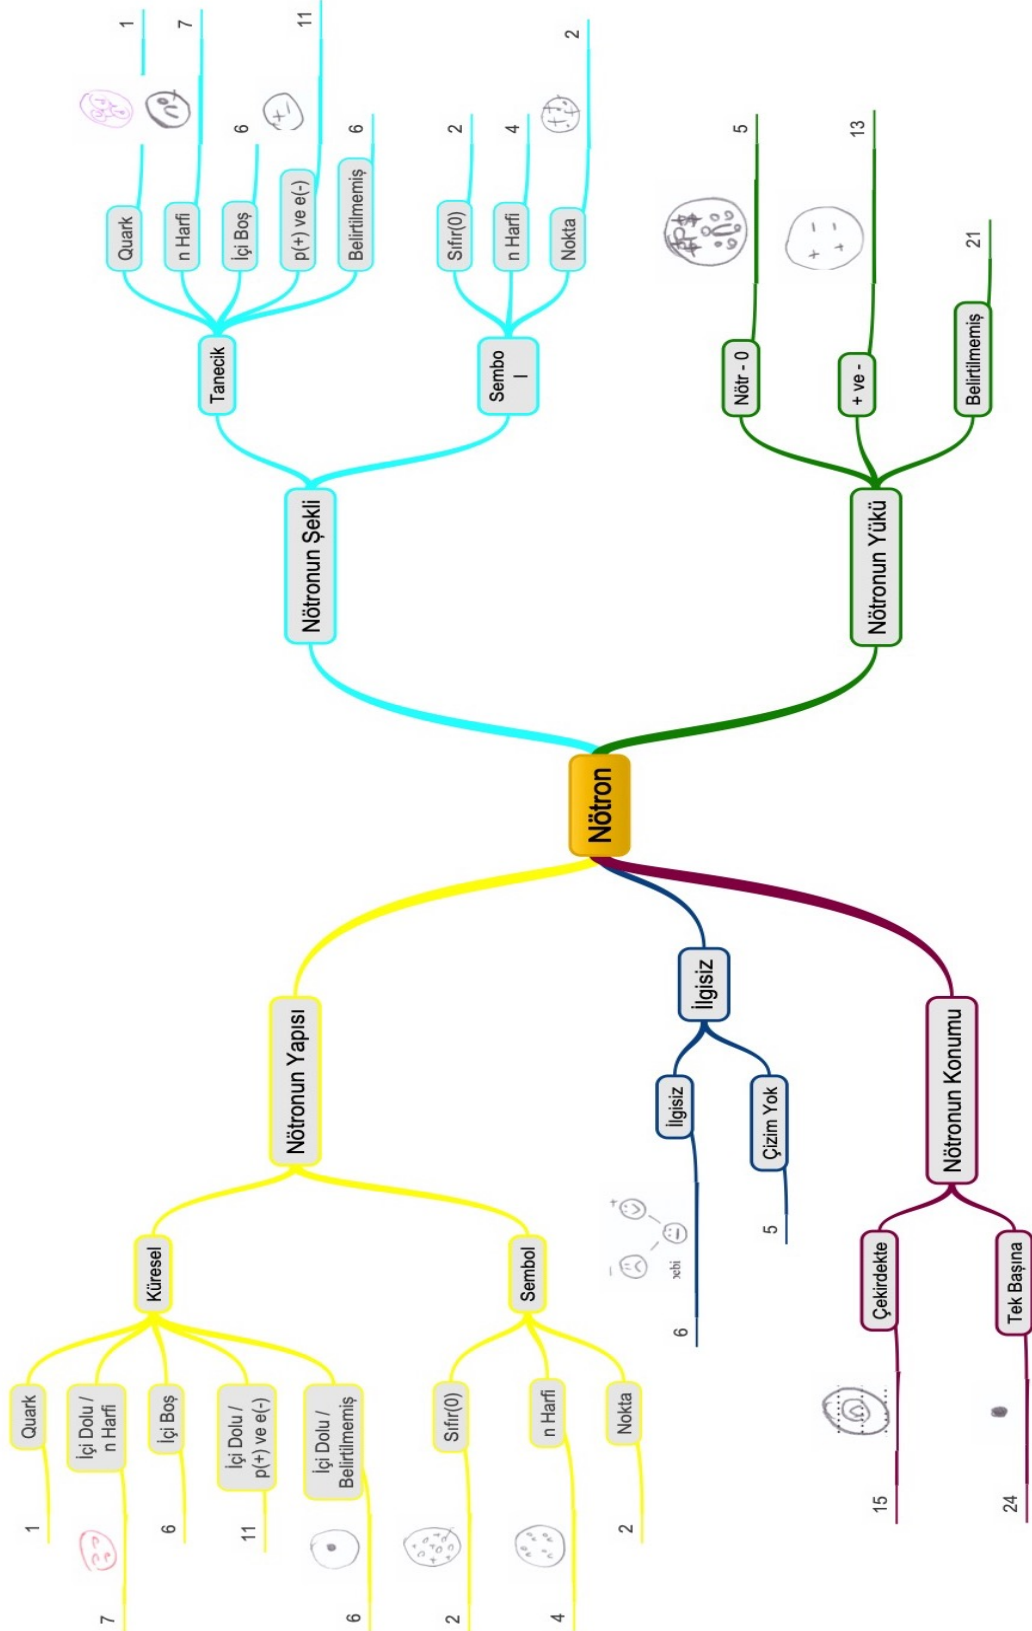 Nötron
Nötronun Yapısı
Küresel
Quark
1
İçi Dolu /
n Harfi
7
İçi Boş
6
İçi Dolu /
p(+) ve e(-)
11
İçi Dolu /
Belirtilmemiş
6
Sembol
Sıfır(0)
2
n Harfi
4
Nokta
2
İlgisiz
İlgisiz
6
Çizim Yok
5
Nötronun Konumu
Çekirdekte
15
Tek Başına
24
Nötronun Şekli
Tanecik
Quark
1
n Harfi
7
İçi Boş
6
p(+) ve e(-)
11
Belirtilmemiş
6
Sembo
l
Sıfır(0)
2
n Harfi
4
Nokta
2
Nötronun Yükü
Nötr - 0
5
+ ve -
13
Belirtilmemiş
21